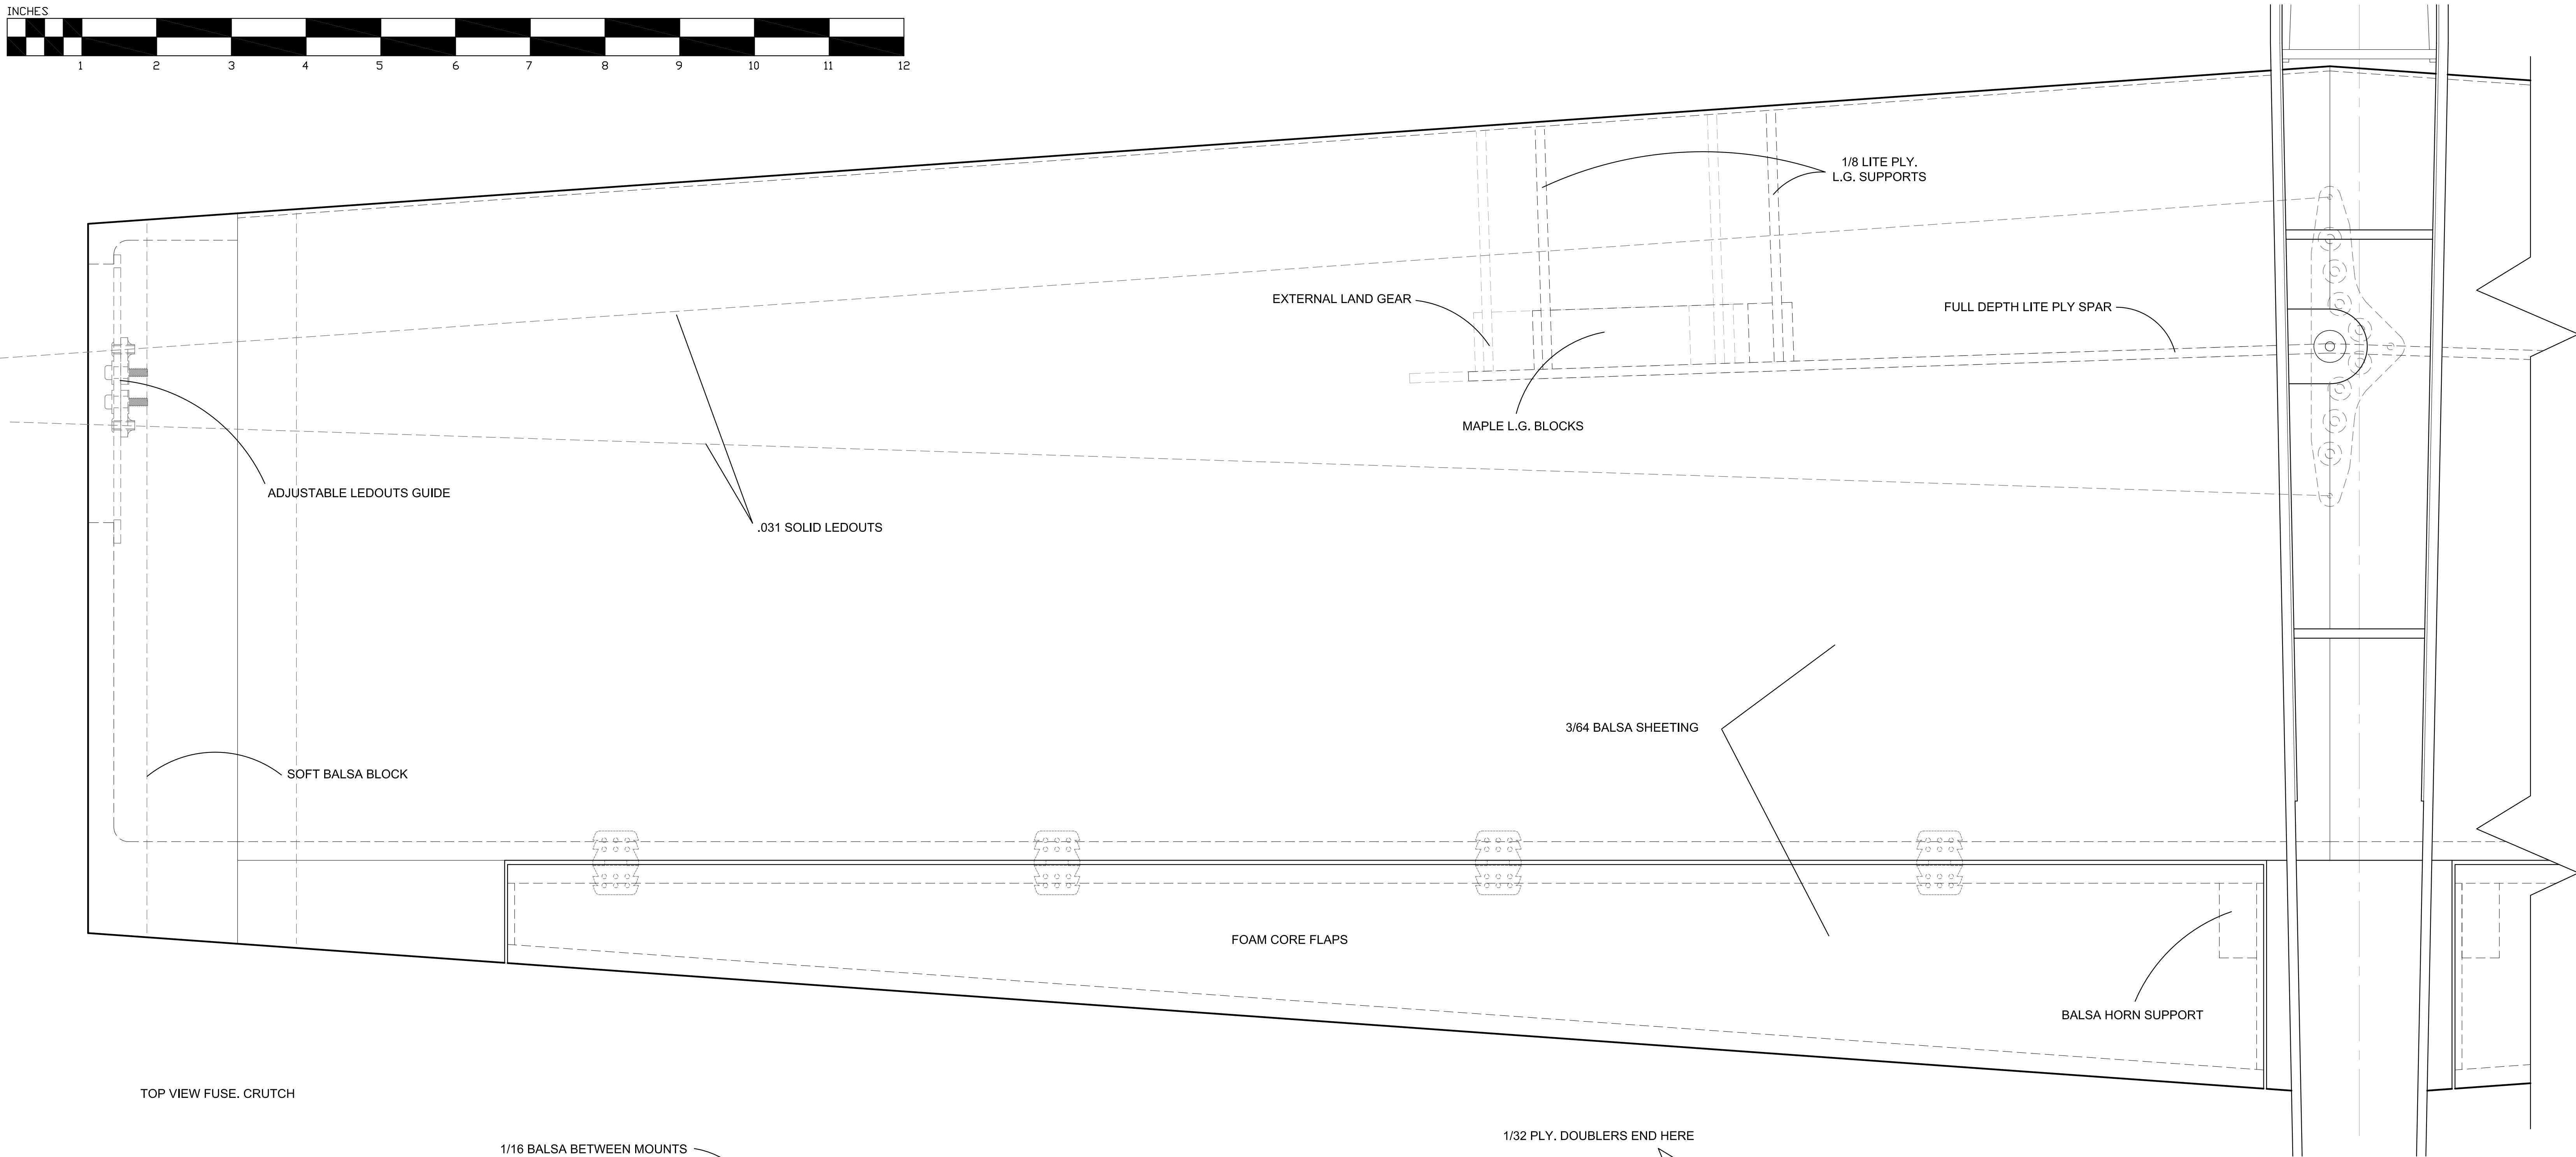 INCHES
1 2 3 4 5 6 7 8 9 10 11 12
1/8 LITE PLY.
L.G. SUPPORTS
EXTERNAL LAND GEAR
FULL DEPTH LITE PLY SPAR
MAPLE L.G. BLOCKS
ADJUSTABLE LEDOUTS GUIDE
.031 SOLID LEDOUTS
3/64 BALSA SHEETING
SOFT BALSA BLOCK
FOAM CORE FLAPS
BALSA HORN SUPPORT
TOP VIEW FUSE. CRUTCH
1/16 BALSA BETWEEN MOUNTS
1/32 PLY. DOUBLERS END HERE